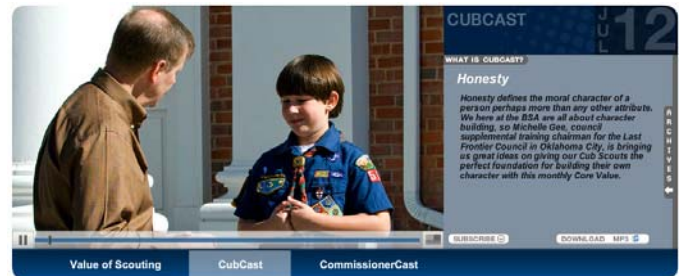 CUBCAST
JUL 12
WHAT IS CUBCAST?
Honesty
Honesty defines the moral character of a
person perhaps more than any other attribute.
We here at the BSA are all about character
building, so Michelle Gee, council
supplemental training chairman for the Last
Frontier Council in Oklahoma City, is bringing
us great ideas on giving our Cub Scouts the
perfect foundation for building their own
character with this monthly Core Value.
ARCHIVES
SUBSCRIBE
DOWNLOAD MP3
Value of Scouting
CubCast
CommissionerCast